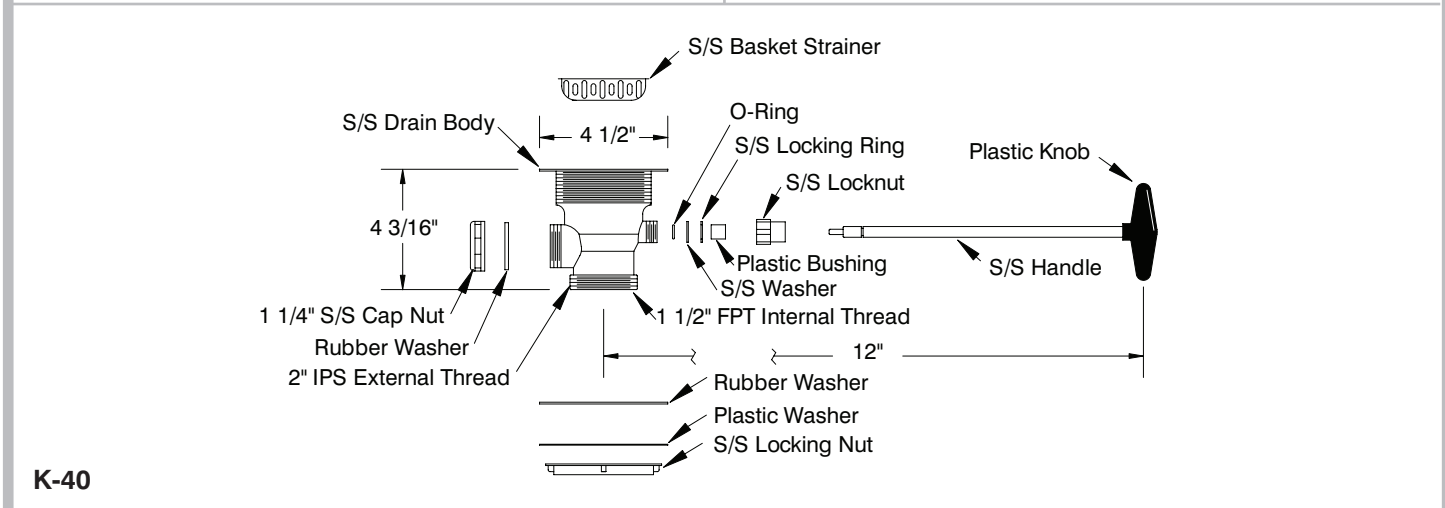 S/S Basket Strainer
O-Ring
S/S Drain Body
4 1/2"
S/S Locking Ring
Plastic Knob
S/S Locknut
4 3/16"
Plastic Bushing
S/S Handle
S/S Washer
1 1/4" S/S Cap Nut
1 1/2" FPT Internal Thread
Rubber Washer
12"
2" IPS External Thread
Rubber Washer
Plastic Washer
S/S Locking Nut
K-40